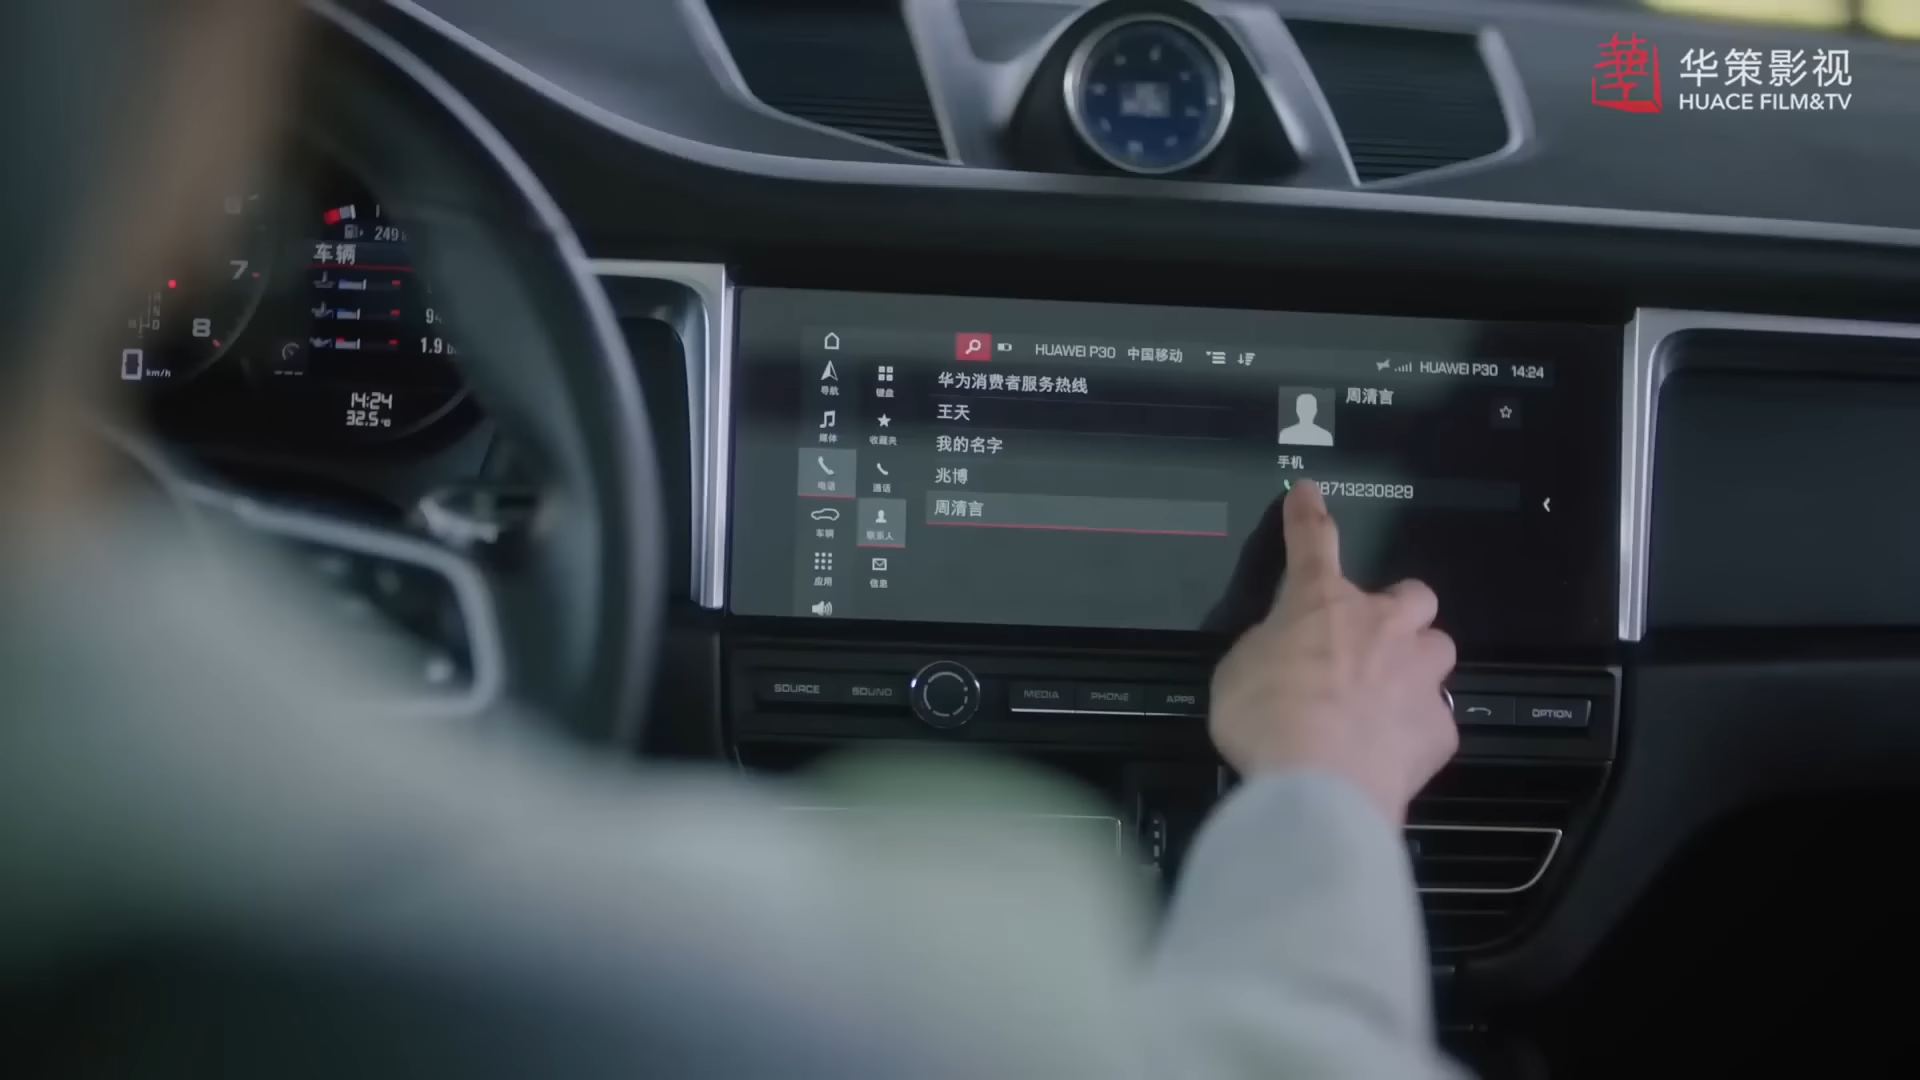 华策影视
HUACE FILM&TV
249
车辆
7
8
94
1.9
km/h
14:24
32.5
HUAWEI P30 中国移动
HUAWEI P30 14:24
导航
媒体
电话
车辆
应用
键盘
收藏夹
通话
联系人
信息
华为消费者服务热线
王天
我的名字
兆博
周清言
周清言
手机
8713230829
SOURCE
SOUND
MEDIA
PHONE
APPS
OPTION